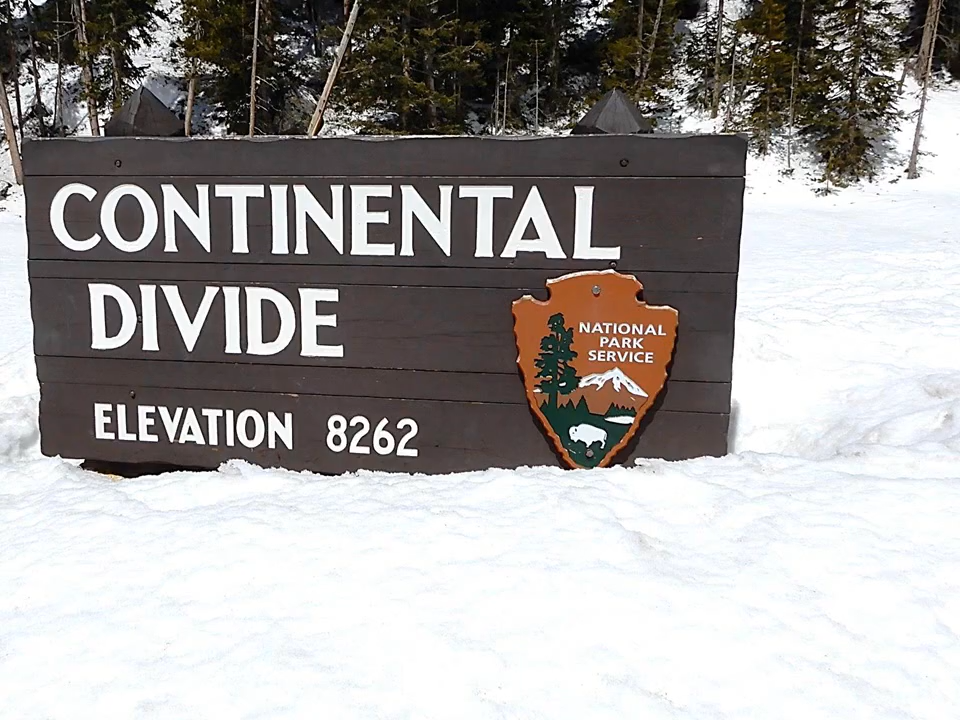 CONTINENTAL
DIVIDE
ELEVATION 8262
NATIONAL
PARK
SERVICE